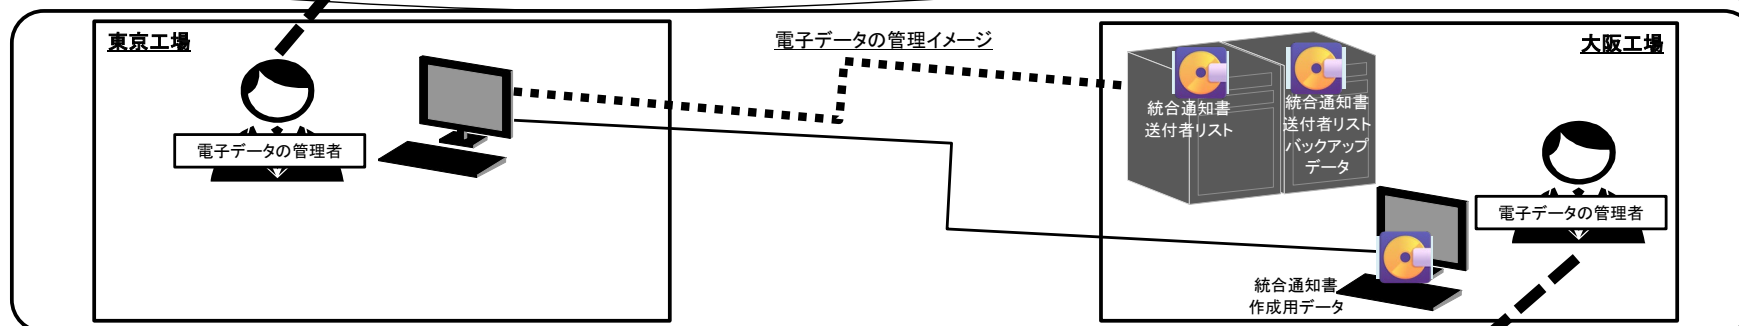 東京工場
電子データの管理者
電子データの管理イメージ
大阪工場
統合通知書
送付者リスト
統合通知書
送付者リスト
バックアップ
データ
電子データの管理者
統合通知書
作成用データ